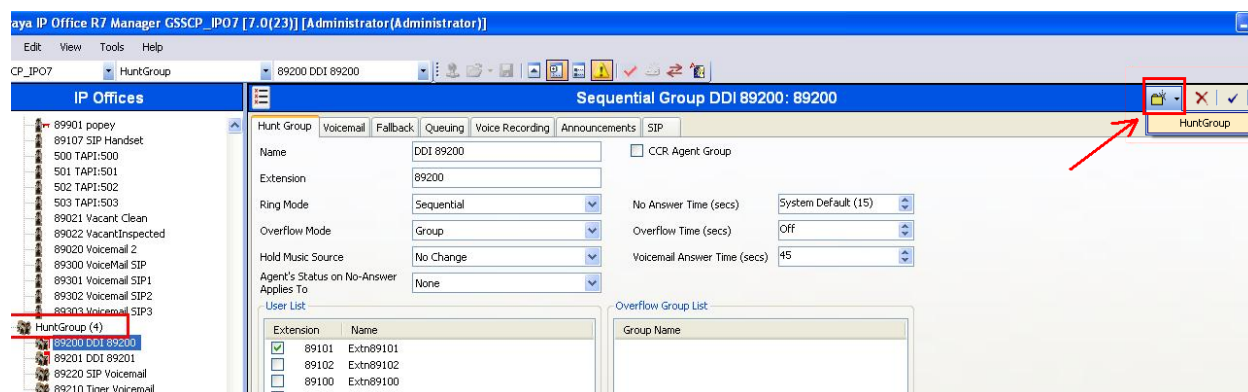 aya IP Office R7 Manager GSSCP_IPO7 [7.0(23)] [Administrator(Administrator)]
Edit View Tools Help
CP_IPO7 HuntGroup 89200 DDI 89200
IP Offices
Sequential Group DDI 89200: 89200
HuntGroup
89901 popey
89107 SIP Handset
500 TAPI:500
501 TAPI:501
502 TAPI:502
503 TAPI:503
89021 Vacant Clean
89022 VacantInspected
89020 Voicemail 2
89300 VoiceMail SIP
89301 Voicemail SIP1
89302 Voicemail SIP2
89303 Voicemail SIP3
HuntGroup (4)
89200 DDI 89200
89201 DDI 89201
89220 SIP Voicemail
89210 Tiger Voicemail
Hunt Group Voicemail Fallback Queuing Voice Recording Announcements SIP
Name DDI 89200 CCR Agent Group
Extension 89200
Ring Mode Sequential No Answer Time (secs) System Default (15)
Overflow Mode Group Overflow Time (secs) Off
Hold Music Source No Change Voicemail Answer Time (secs) 45
Agent's Status on No-Answer
Applies To None
User List
Extension Name
89101 Extn89101
89102 Extn89102
89100 Extn89100
Overflow Group List
Group Name